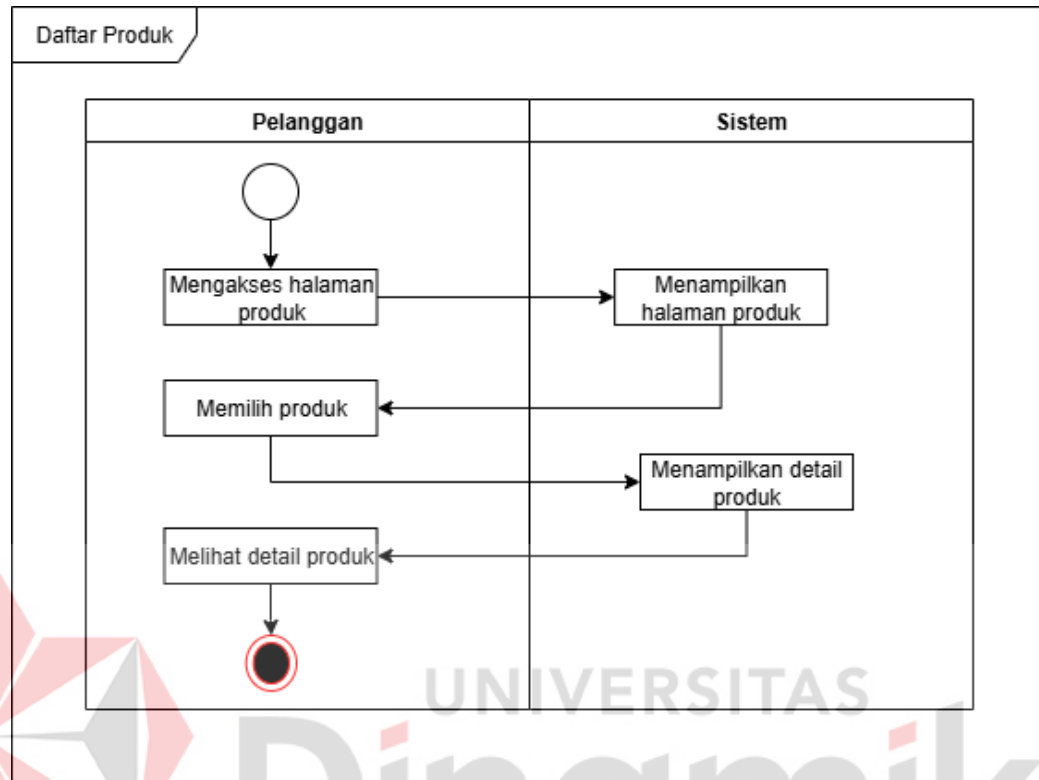 Daftar Produk
Pelanggan
Sistem
Mengakses halaman
produk
Menampilkan
halaman produk
Memilih produk
Menampilkan detail
produk
Melihat detail produk
UNIVERSITAS
Dinamik